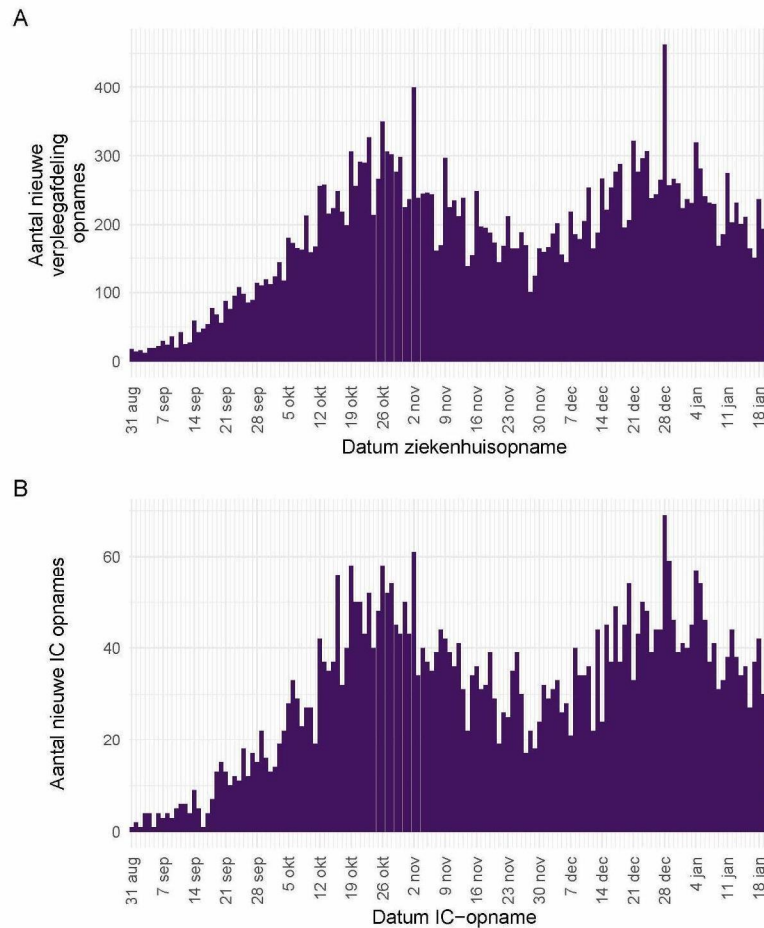 A
Aantal nieuwe
verpleegafdeling
opnames
400
300
200
100
0
31 aug
7 sep
14 sep
21 sep
28 sep
5 okt
12 okt
19 okt
26 okt
2 nov
9 nov
16 nov
23 nov
30 nov
7 dec
14 dec
21 dec
28 dec
4 jan
11 jan
18 jan
Datum ziekenhuisopname
B
Aantal nieuwe IC opnames
60
40
20
0
31 aug
7 sep
14 sep
21 sep
28 sep
5 okt
12 okt
19 okt
26 okt
2 nov
9 nov
16 nov
23 nov
30 nov
7 dec
14 dec
21 dec
28 dec
4 jan
11 jan
18 jan
Datum IC−opname